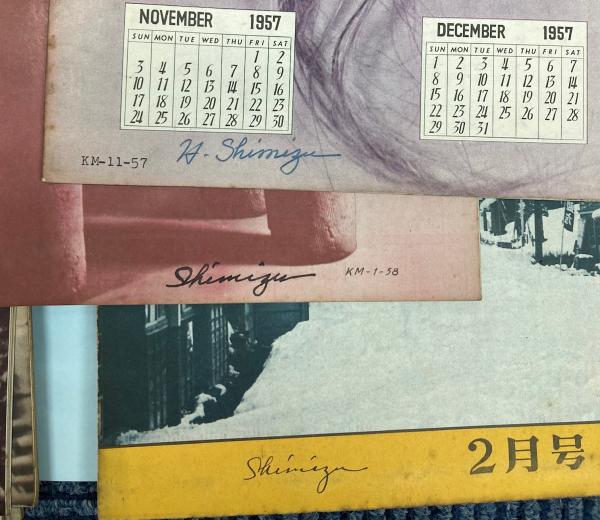 NOVEMBER 1957
SUN MON TUE WED THU FRI SAT
1 2
3 4 5 6 7 8 9
10 11 12 13 14 15 16
17 18 19 20 21 22 23
24 25 26 27 28 29 30
DECEMBER 1957
SUN MON TUE WED THU FRI SAT
1 2 3 4 5 6 7
8 9 10 11 12 13 14
15 16 17 18 19 20 21
22 23 24 25 26 27 28
29 30 31
KM-11-57
H. Shimizu
Shimizu
KM-1-58
Shimizu
2月号